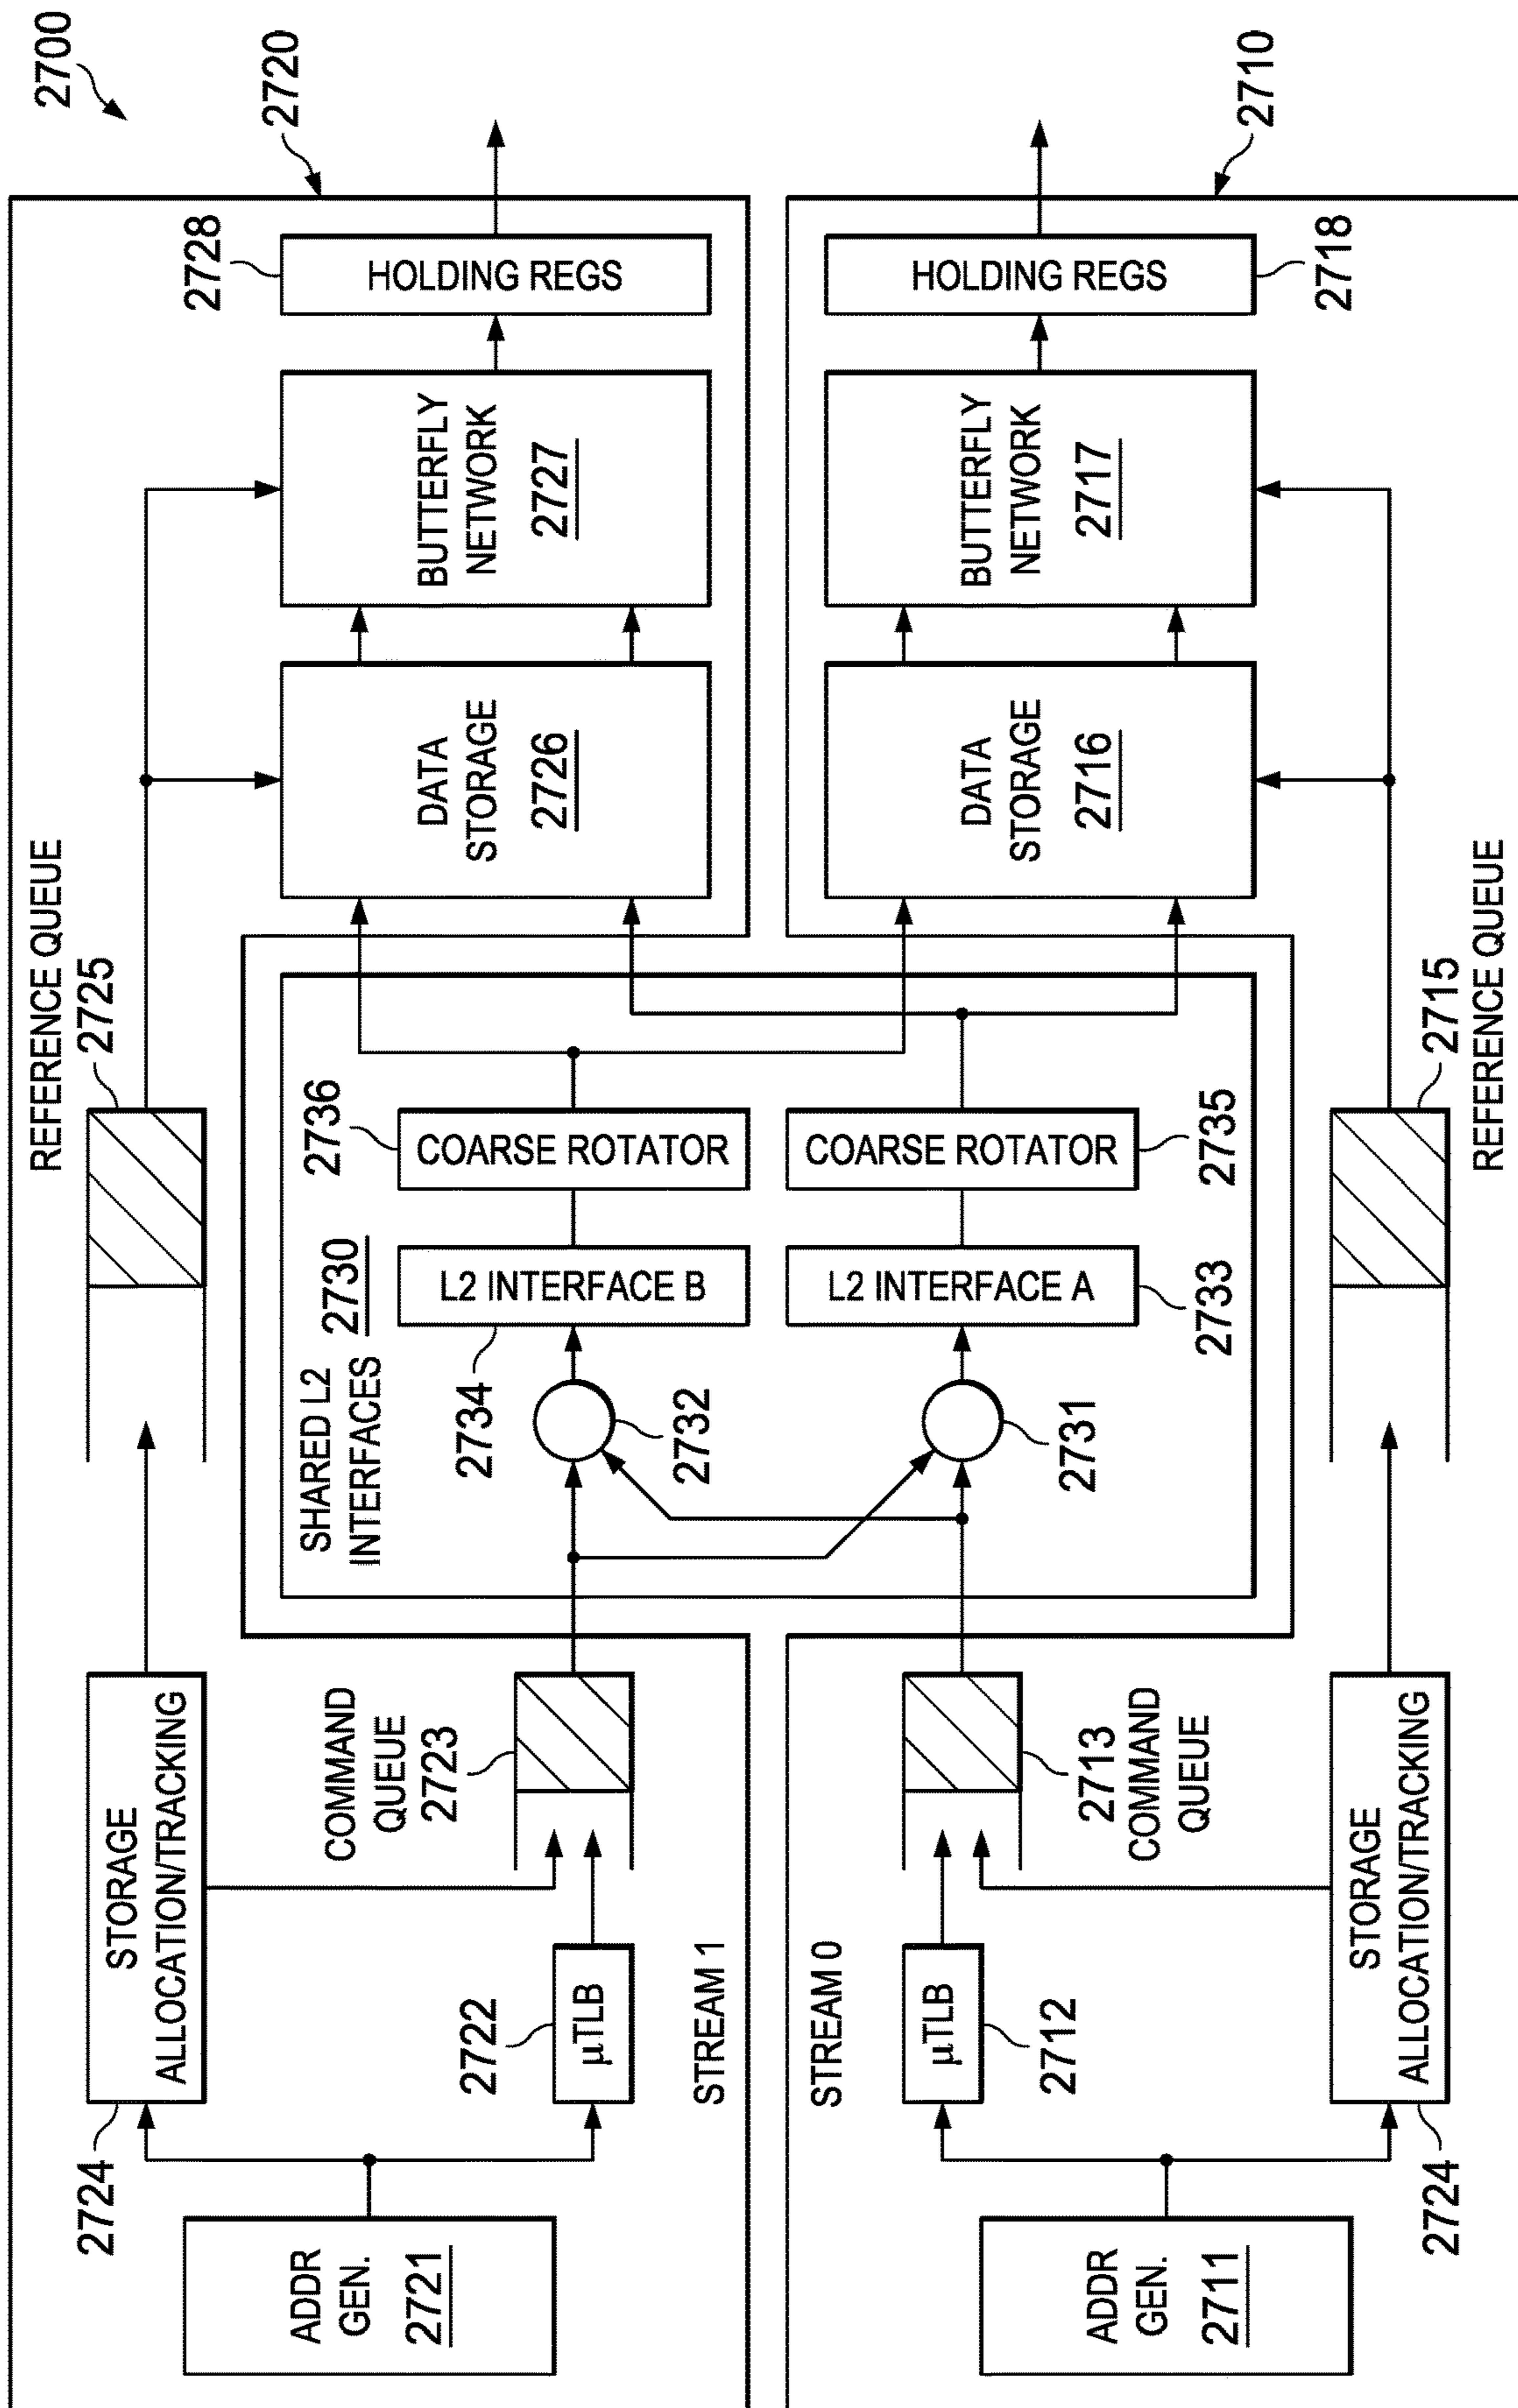 2700
2720
2710
REFERENCE QUEUE
2725
2728
HOLDING REGS
BUTTERFLY
NETWORK
2727
DATA
STORAGE
2726
HOLDING REGS
2718
BUTTERFLY
NETWORK
2717
DATA
STORAGE
2716
2715
REFERENCE QUEUE
SHARED L2
INTERFACES
2730
2736
COARSE ROTATOR
COARSE ROTATOR
2735
L2 INTERFACE B
2734
L2 INTERFACE A
2733
2732
2731
STORAGE
ALLOCATION/TRACKING
2724
COMMAND
QUEUE
2723
2722
µTLB
STREAM 1
ADDR
GEN.
2721
STREAM 0
µTLB
2712
2713
COMMAND
QUEUE
STORAGE
ALLOCATION/TRACKING
2724
ADDR
GEN.
2711